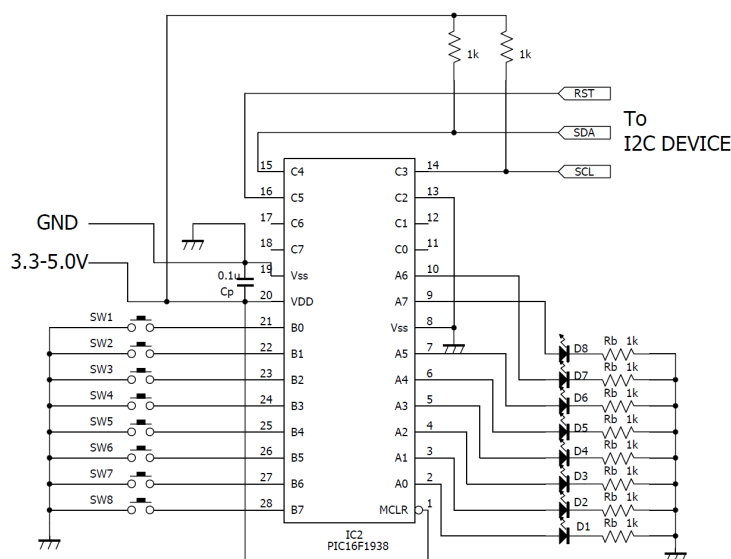 1k 1k
RST
To
SDA
I2C DEVICE
SCL
15 C4 C3 14
16 C5 C2 13
GND
17 C6 C1 12
18 C7 C0 11
3.3-5.0V
0.1u
Cp
19 Vss A6 10
20 VDD A7 9
SW1 21 B0 Vss 8
SW2 22 B1 A5 7 D8 Rb 1k
SW3 23 B2 A4 6 D7 Rb 1k
SW4 24 B3 A3 5 D6 Rb 1k
SW5 25 B4 A2 4 D5 Rb 1k
SW6 26 B5 A1 3 D4 Rb 1k
SW7 27 B6 A0 2 D3 Rb 1k
SW8 28 B7 MCLR 1 D2 Rb 1k
D1 Rb 1k
IC2
PIC16F1938